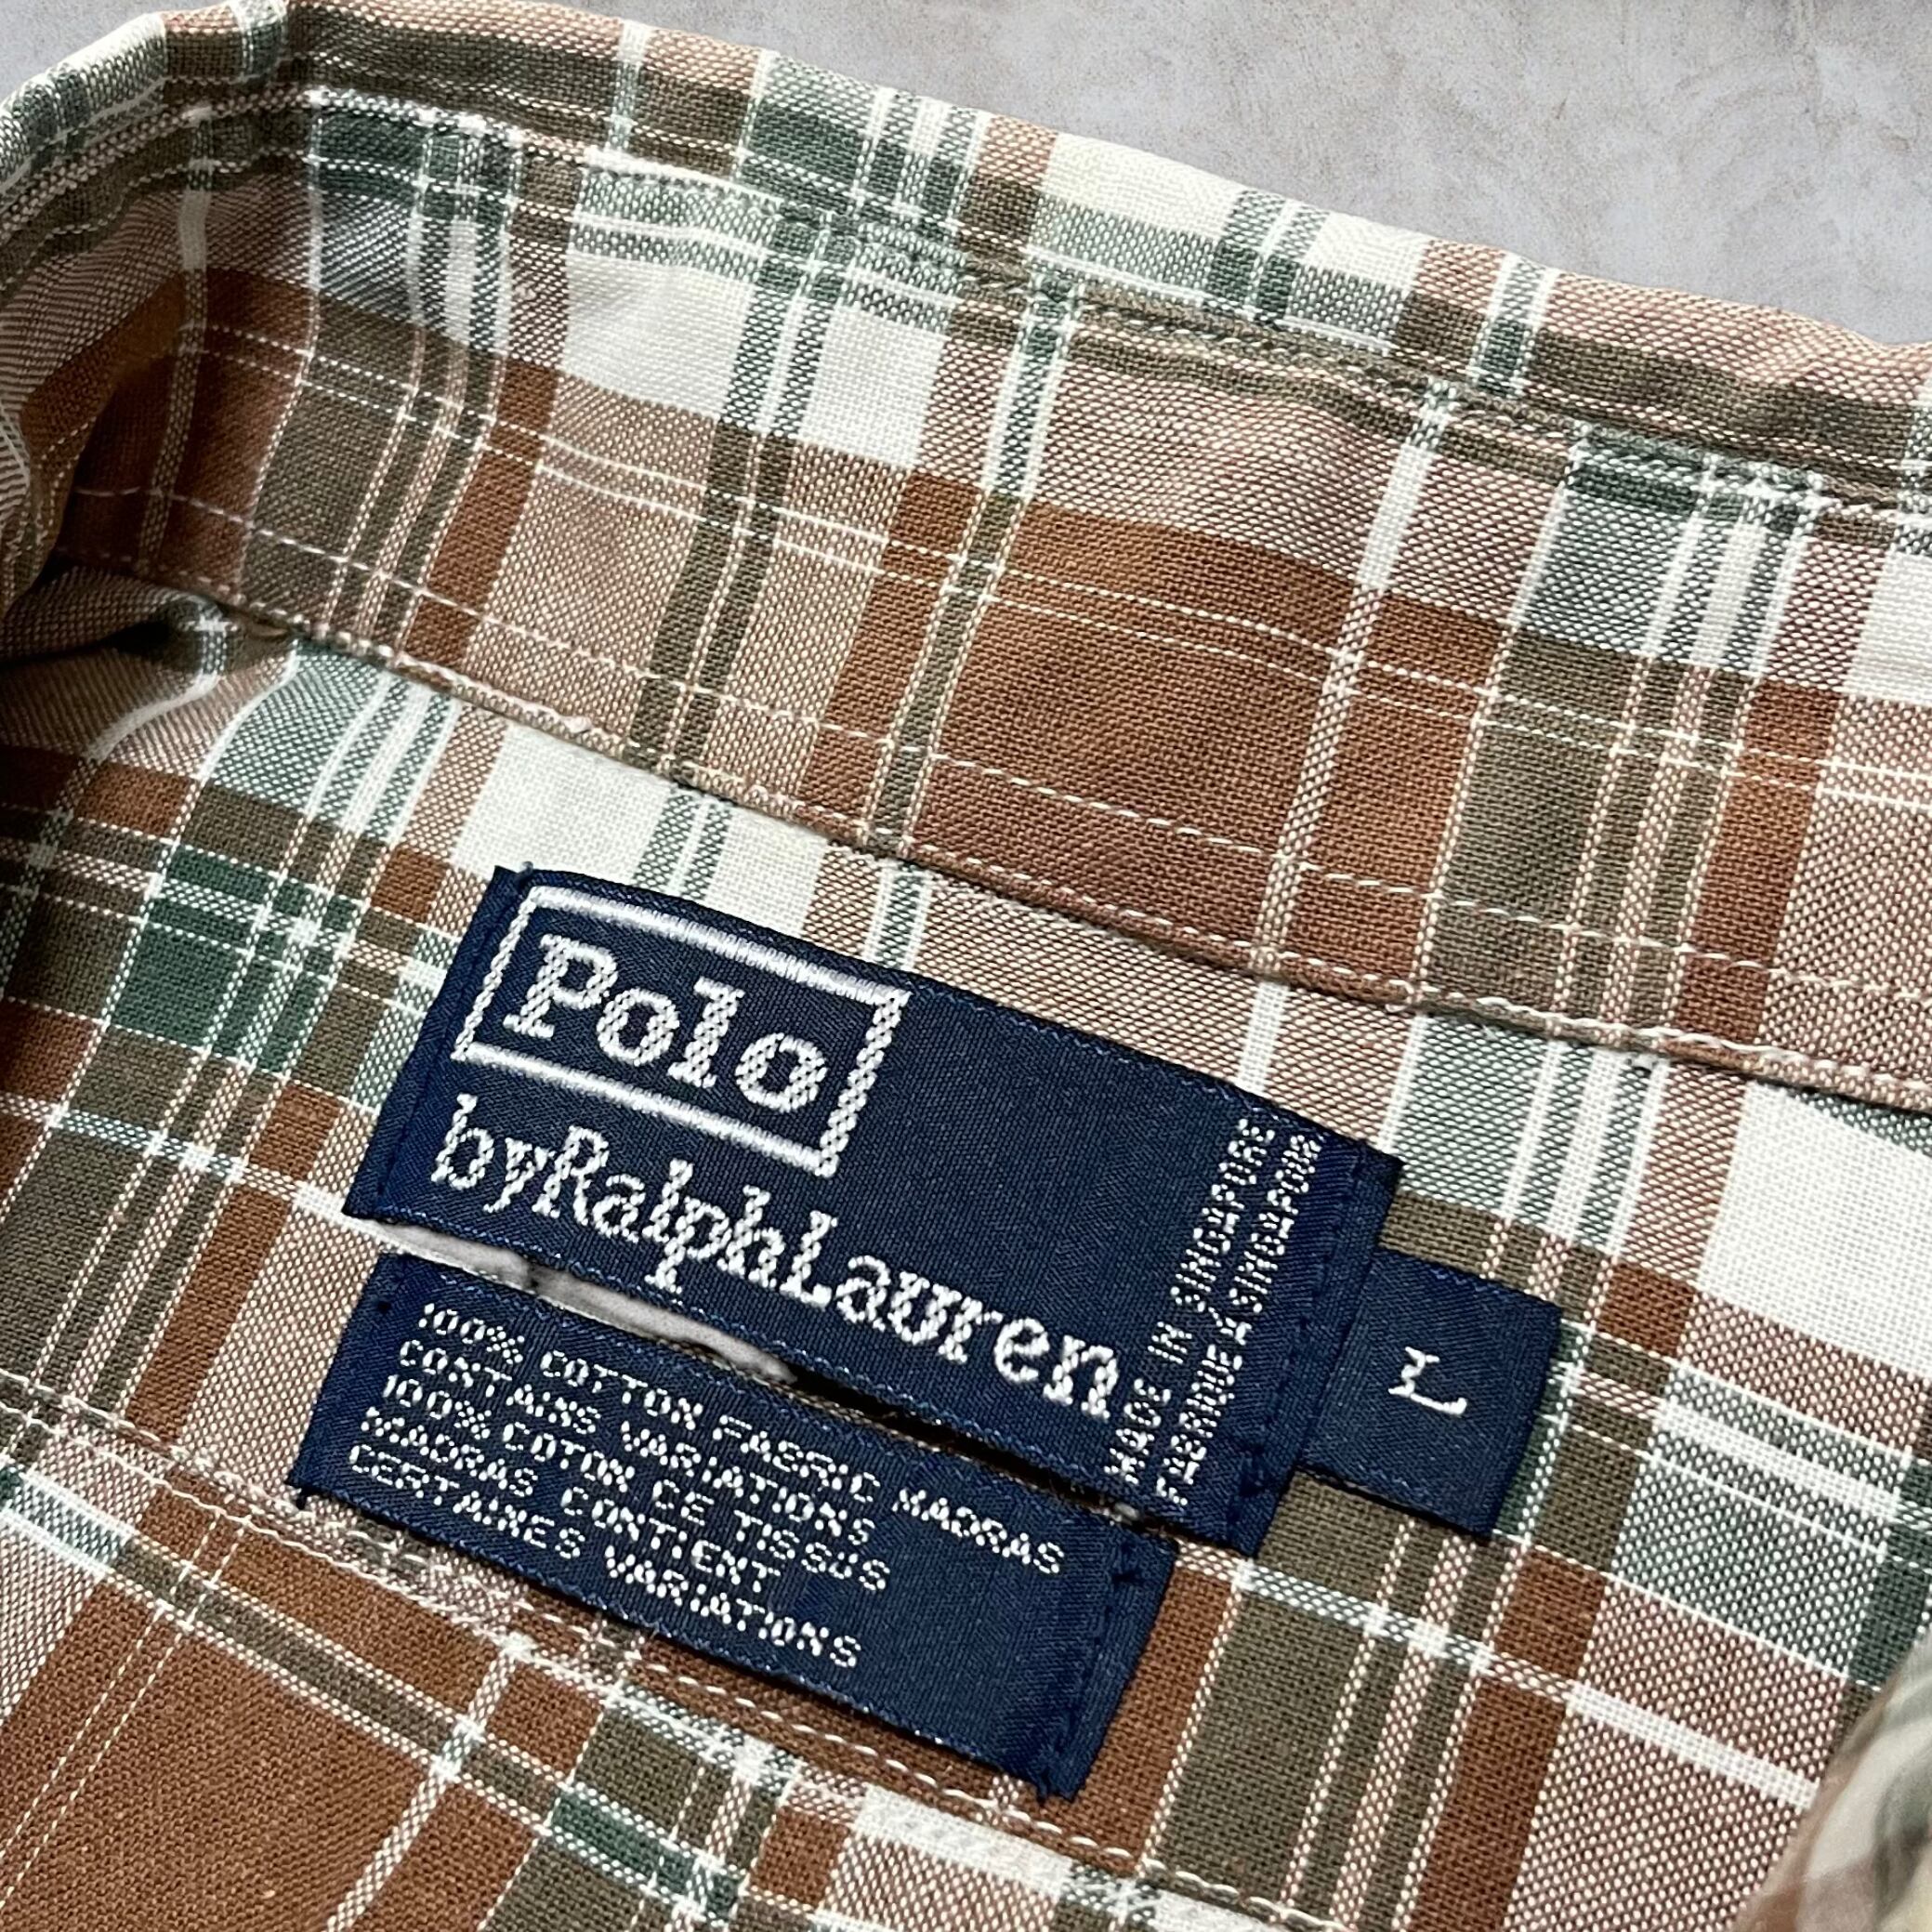 Polo
byRalphLauren
MADE IN SINGAPORE
FABRIQUE A SINGAPOUR
L
100% COTTON FABRIC MADRAS
CONTAINS VARIATIONS
100% COTON CE TISSUS
MADRAS CONTIENT
CERTAINES VARIATIONS